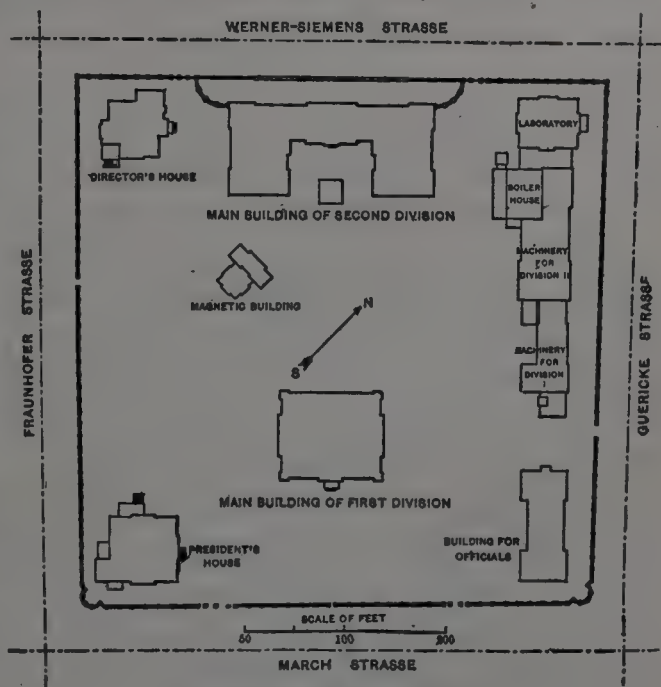 WERNER-SIEMENS STRASSE
LABORATORY
DIRECTOR'S HOUSE
BOILER
HOUSE
MAIN BUILDING OF SECOND DIVISION
FRAUNHOFER STRASSE
MACHINERY
FOR
DIVISION II
GUERICKE STRASSE
MAGNETIC BUILDING
N
S
MACHINERY
FOR
DIVISION
I
MAIN BUILDING OF FIRST DIVISION
PRESIDENT'S
HOUSE
BUILDING FOR
OFFICIALS
SCALE OF FEET
50 0 100 200
MARCH STRASSE